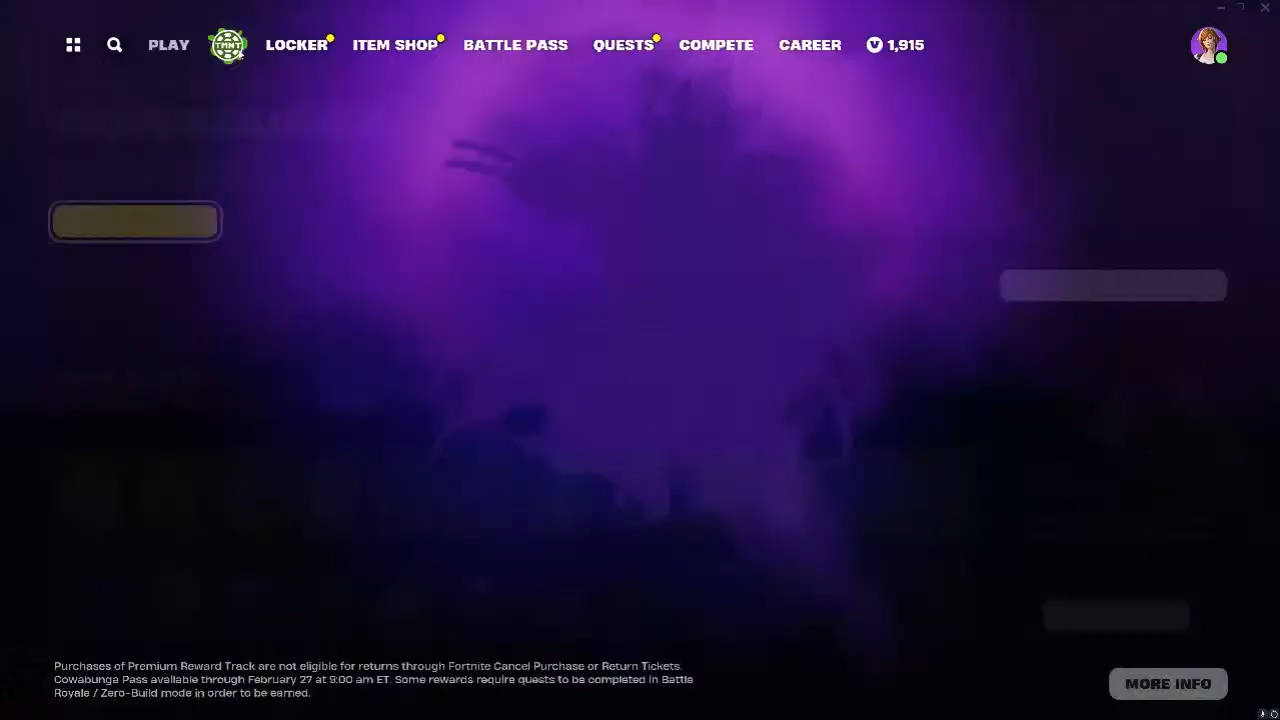 PLAY
TMNT
LOCKER
ITEM SHOP
BATTLE PASS
QUESTS
COMPETE
CAREER
V 1,915
Purchases of Premium Reward Track are not eligible for returns through Fortnite Cancel Purchase or Return Tickets.
Cowabunga Pass available through February 27 at 9:00 am ET. Some rewards require quests to be completed in Battle
Royale / Zero-Build mode in order to be earned.
MORE INFO